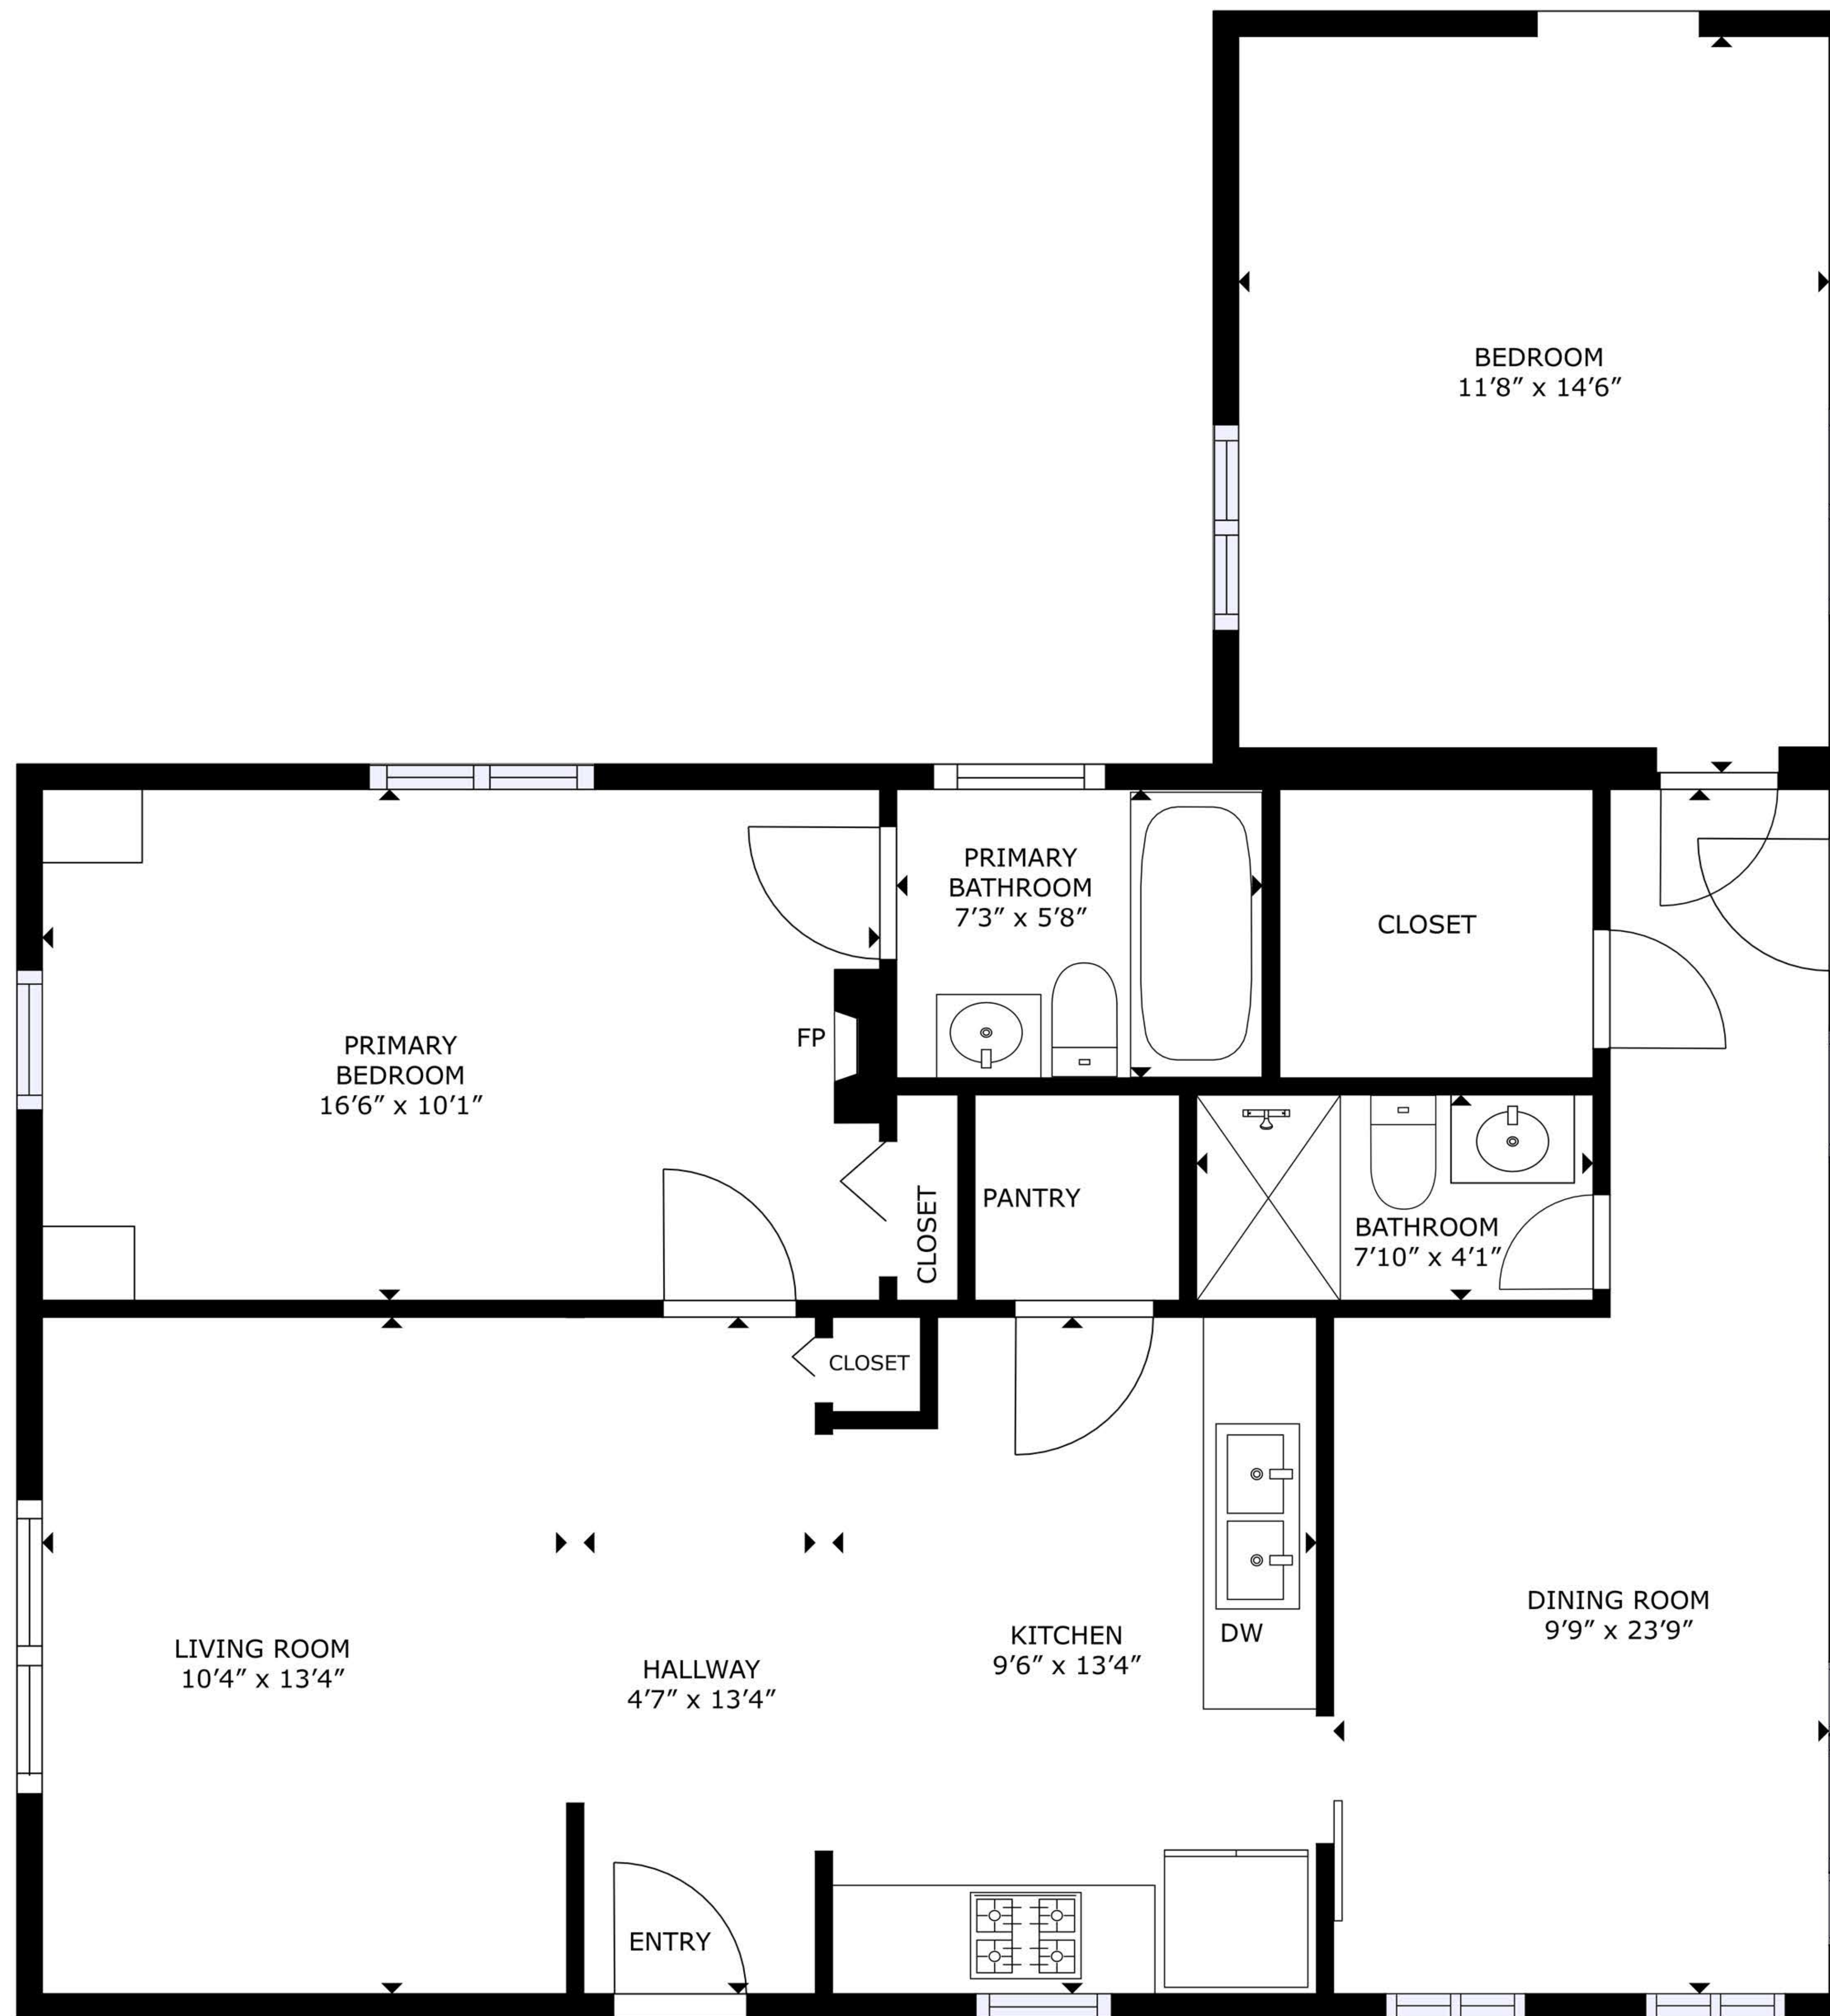 BEDROOM
11′8″ x 14′6″
PRIMARY
BATHROOM
7′3″ x 5′8″
CLOSET
PRIMARY
BEDROOM
16′6″ x 10′1″
FP
CLOSET
PANTRY
BATHROOM
7′10″ x 4′1″
CLOSET
LIVING ROOM
10′4″ x 13′4″
HALLWAY
4′7″ x 13′4″
KITCHEN
9′6″ x 13′4″
DW
DINING ROOM
9′9″ x 23′9″
ENTRY